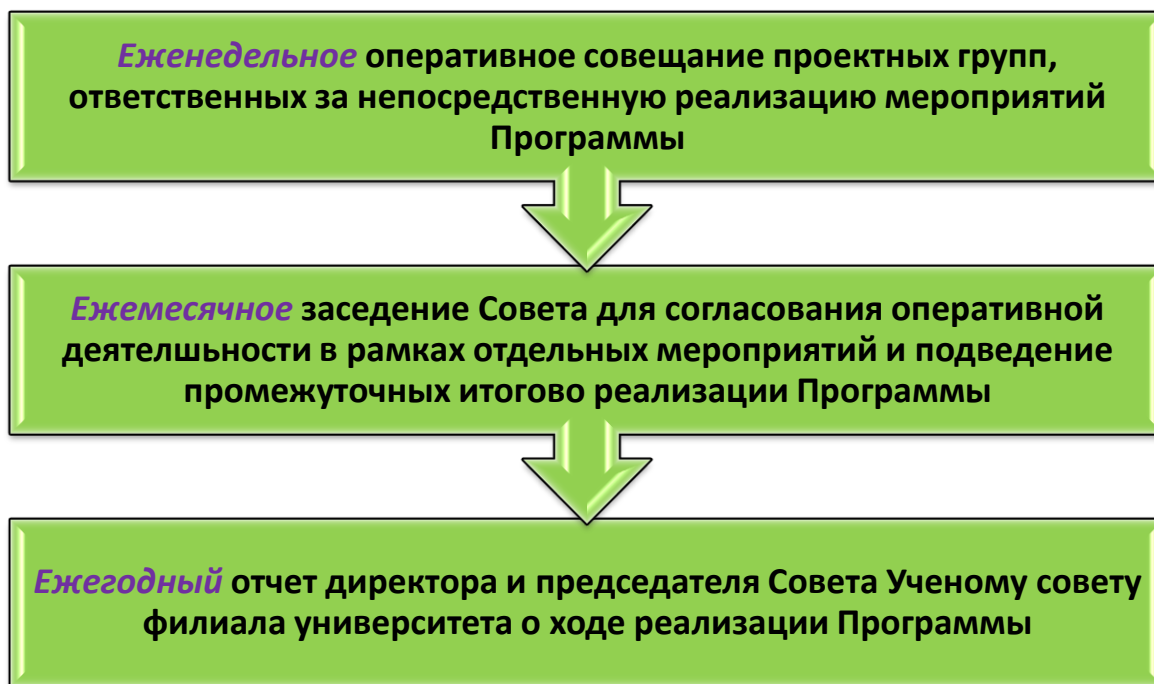 Еженедельное оперативное совещание проектных групп,
ответственных за непосредственную реализацию мероприятий
Программы
Ежемесячное заседение Совета для согласования оперативной
деятелшьности в рамках отдельных мероприятий и подведение
промежуточных итогово реализации Программы
Ежегодный отчет директора и председателя Совета Ученому совету
филиала университета о ходе реализации Программы